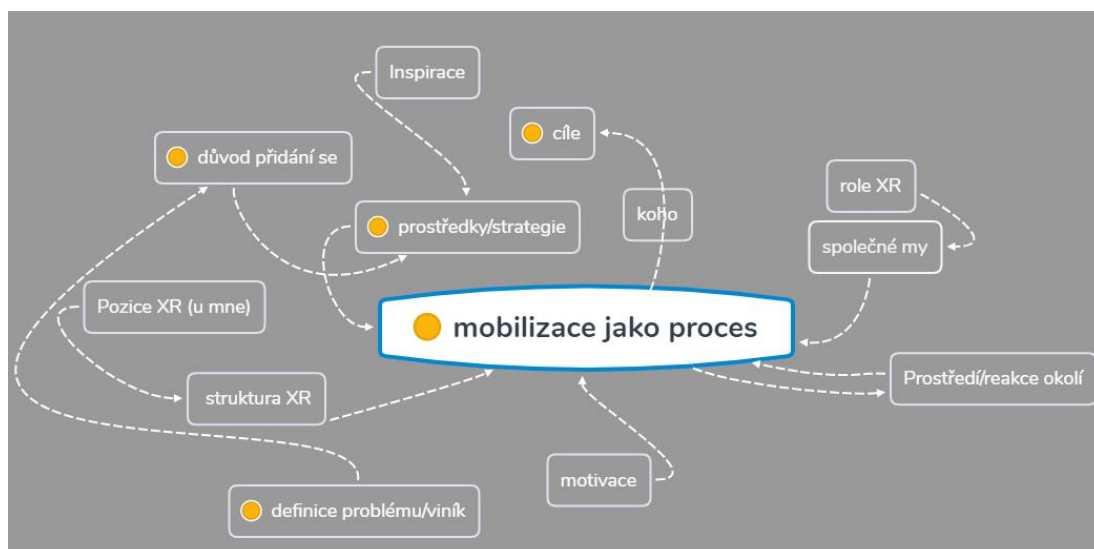 Inspirace
cíle
důvod přidání se
role XR
koho
prostředky/strategie
společné my
Pozice XR (u mne)
mobilizace jako proces
Prostředí/reakce okolí
struktura XR
motivace
definice problému/viník